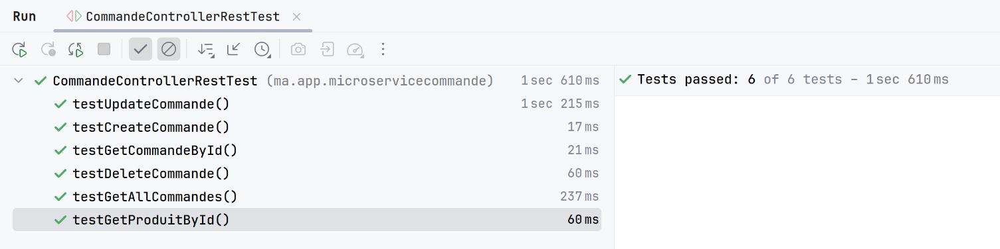 Run CommandeControllerRestTest
CommandeControllerRestTest (ma.app.microservicecommande) 1 sec 610 ms
testUpdateCommande() 1 sec 215 ms
testCreateCommande() 17 ms
testGetCommandeById() 21 ms
testDeleteCommande() 60 ms
testGetAllCommandes() 237 ms
testGetProduitById() 60 ms
Tests passed: 6 of 6 tests – 1 sec 610 ms